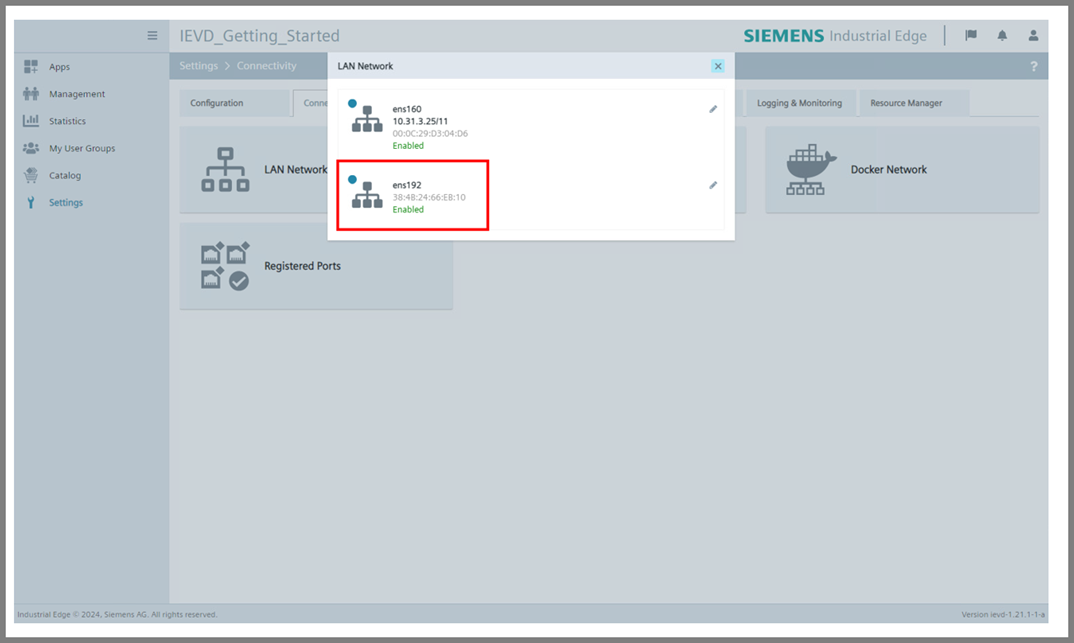 IEVD_Getting_Started
SIEMENS Industrial Edge
Apps
Management
Statistics
My User Groups
Catalog
Settings
Settings > Connectivity
?
LAN Network
ens160
10.31.3.25/11
00:0C:29:D3:04:D6
Enabled
ens192
38:4B:24:66:EB:10
Enabled
Configuration
Conne
Logging & Monitoring
Resource Manager
LAN Network
Docker Network
Registered Ports
Industrial Edge © 2024, Siemens AG. All rights reserved.
Version ievd-1.21.1-1-a